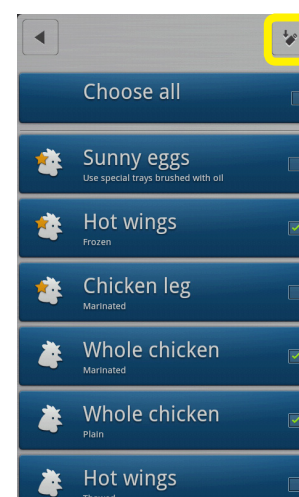 Choose all
Sunny eggs
Use special trays brushed with oil
Hot wings
Frozen
Chicken leg
Marinated
Whole chicken
Marinated
Whole chicken
Plain
Hot wings